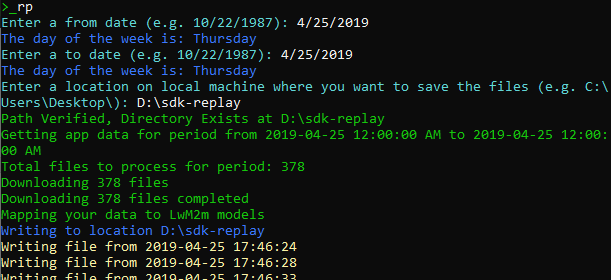 >_rp
Enter a from date (e.g. 10/22/1987): 4/25/2019
The day of the week is: Thursday
Enter a to date (e.g. 10/22/1987): 4/25/2019
The day of the week is: Thursday
Enter a location on local machine where you want to save the files (e.g. C:\
Users\Desktop\): D:\sdk-replay
Path Verified, Directory Exists at D:\sdk-replay
Getting app data for period from 2019-04-25 12:00:00 AM to 2019-04-25 12:00:
00 AM
Total files to process for period: 378
Downloading 378 files
Downloading 378 files completed
Mapping your data to LwM2m models
Writing to location D:\sdk-replay
Writing file from 2019-04-25 17:46:24
Writing file from 2019-04-25 17:46:28
Writing file from 2019-04-25 17:46:33